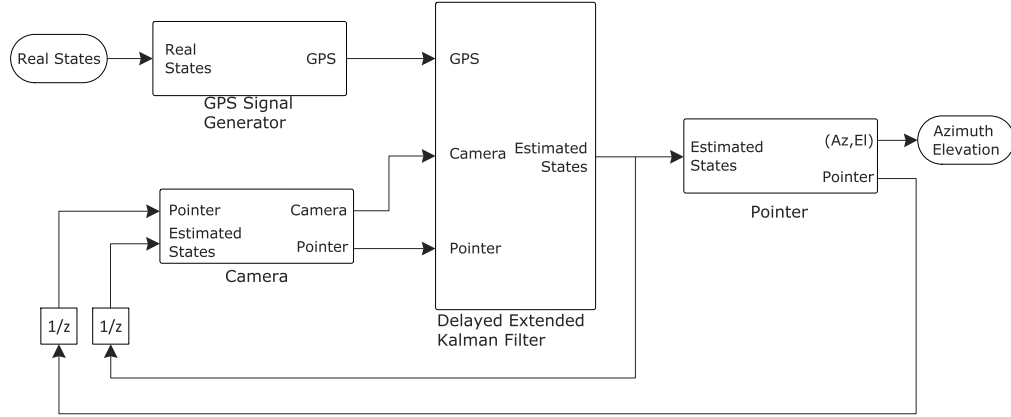 Real States
Real
States
GPS
GPS Signal
Generator
GPS
Camera
Estimated
States
Pointer
Delayed Extended
Kalman Filter
Pointer
Estimated
States
Camera
Pointer
Camera
1/z
1/z
Estimated
States
(Az,El)
Pointer
Pointer
Azimuth
Elevation